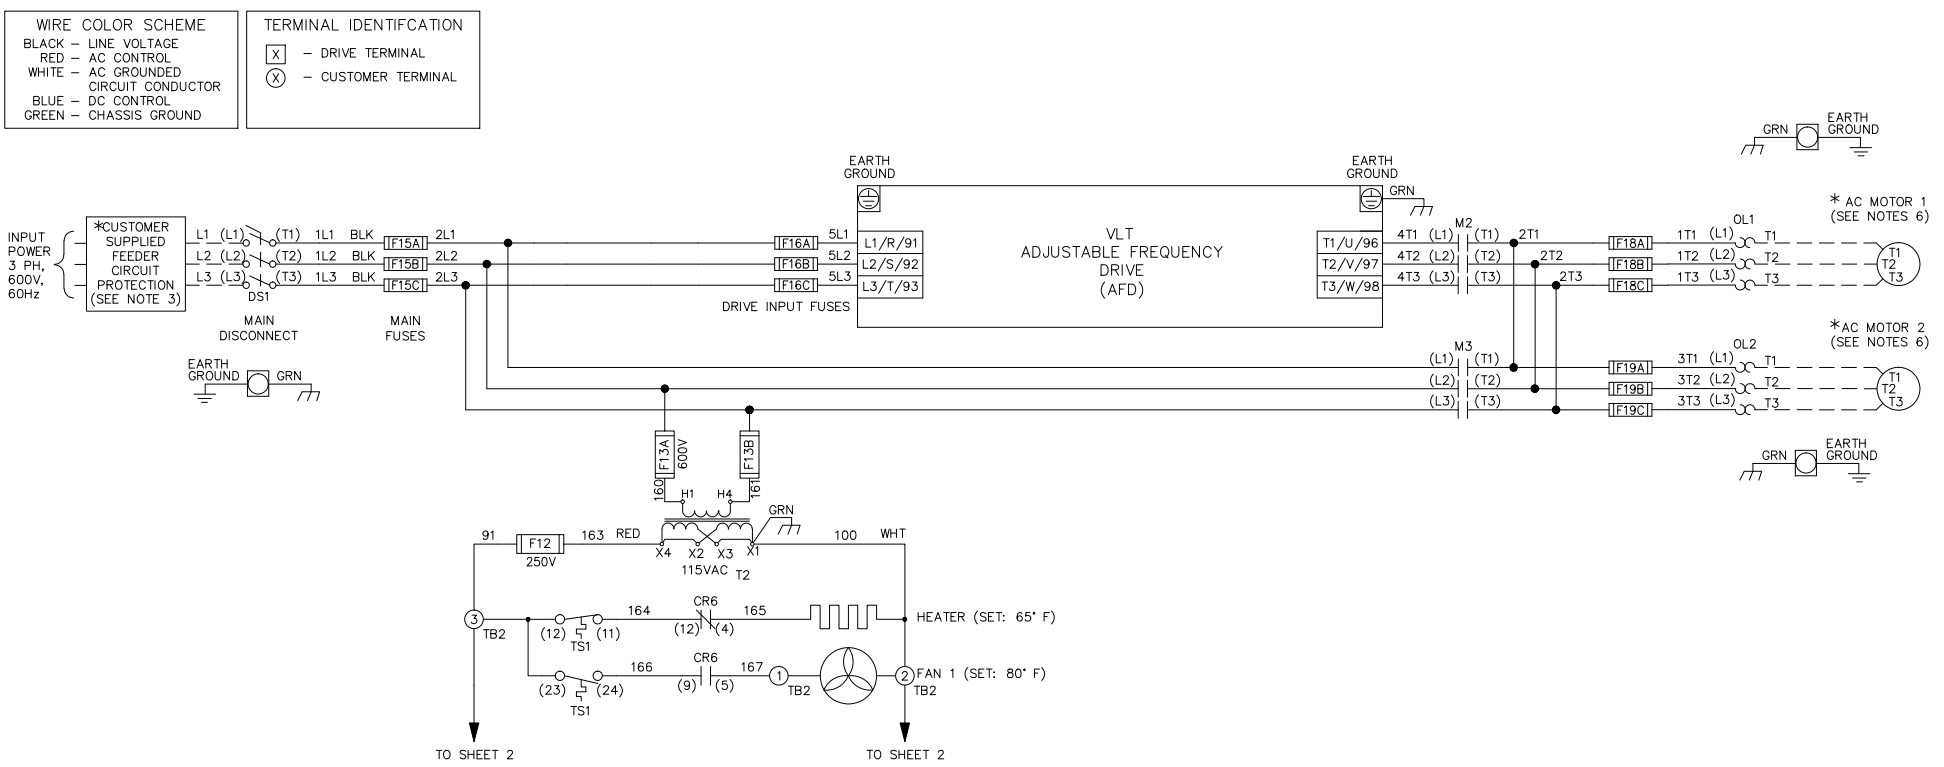 WIRE COLOR SCHEME
BLACK – LINE VOLTAGE
RED – AC CONTROL
WHITE – AC GROUNDED
CIRCUIT CONDUCTOR
BLUE – DC CONTROL
GREEN – CHASSIS GROUND
TERMINAL IDENTIFCATION
X – DRIVE TERMINAL
X – CUSTOMER TERMINAL
GRN
EARTH
GROUND
INPUT
POWER
3 PH,
600V,
60Hz
*CUSTOMER
SUPPLIED
FEEDER
CIRCUIT
PROTECTION
(SEE NOTE 3)
L1 (L1) (T1) 1L1 BLK F15A 2L1
L2 (L2) (T2) 1L2 BLK F15B 2L2
L3 (L3) (T3) 1L3 BLK F15C 2L3
DS1
MAIN
DISCONNECT
MAIN
FUSES
EARTH
GROUND
GRN
F16A 5L1
F16B 5L2
F16C 5L3
DRIVE INPUT FUSES
EARTH
GROUND
L1/R/91
L2/S/92
L3/T/93
VLT
ADJUSTABLE FREQUENCY
DRIVE
(AFD)
EARTH
GROUND
GRN
T1/U/96
T2/V/97
T3/W/98
M2
4T1 (L1) (T1) 2T1
4T2 (L2) (T2) 2T2
4T3 (L3) (T3) 2T3
OL1
F18A 1T1 (L1) T1
F18B 1T2 (L2) T2
F18C 1T3 (L3) T3
* AC MOTOR 1
(SEE NOTES 6)
T1
T2
T3
M3
(L1) (T1)
(L2) (T2)
(L3) (T3)
OL2
F19A 3T1 (L1) T1
F19B 3T2 (L2) T2
F19C 3T3 (L3) T3
*AC MOTOR 2
(SEE NOTES 6)
T1
T2
T3
GRN
EARTH
GROUND
F13A
600V
F13B
160
161
H1 H4
GRN
91 F12 163 RED
250V
X4 X2 X3 X1
115VAC T2
100 WHT
3
TB2
(12) (11)
TS1
164
CR6
(12) (4)
165
HEATER (SET: 65° F)
(23) (24)
TS1
166
CR6
(9) (5)
167
1
TB2
2
TB2
FAN 1 (SET: 80° F)
TO SHEET 2
TO SHEET 2